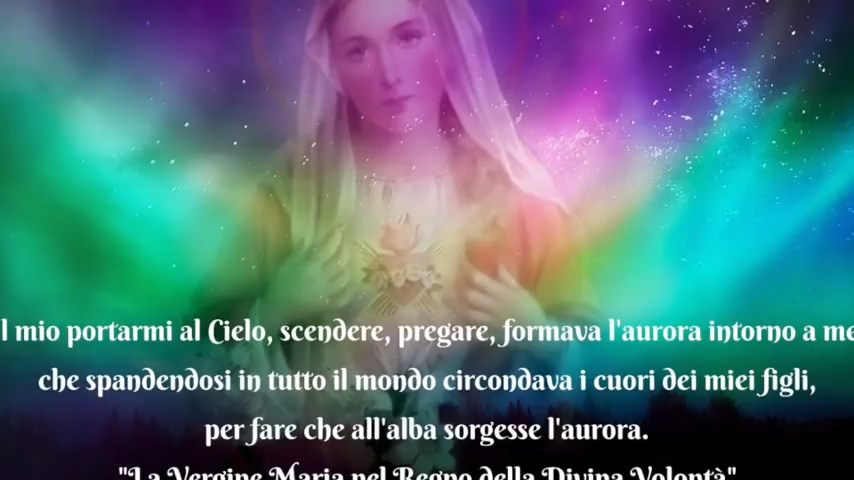 l mio portarmi al Cielo, scendere, pregare, formava l'aurora intorno a me
che spandendosi in tutto il mondo circondava i cuori dei miei figli,
per fare che all'alba sorgesse l'aurora.
"La Vergine Maria nel Regno della Divina Volontà"